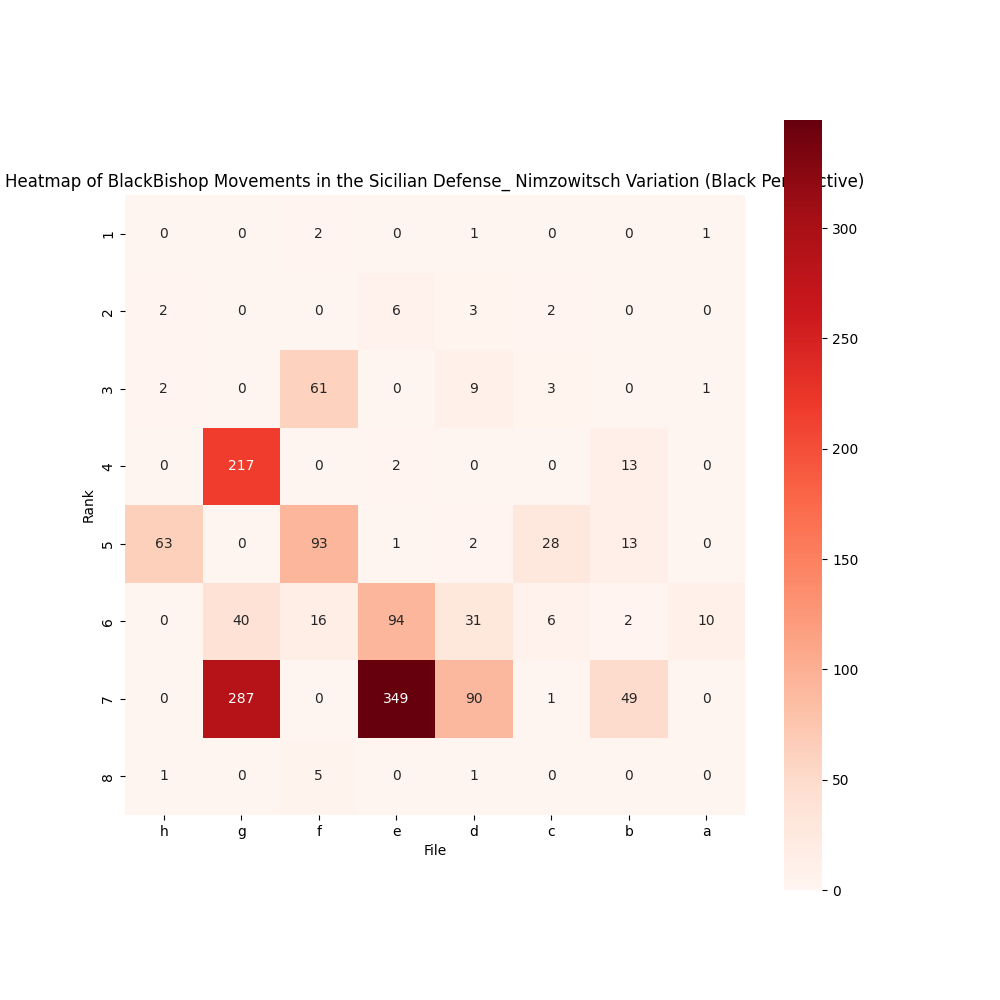 Heatmap of BlackBishop Movements in the Sicilian Defense_ Nimzowitsch Variation (Black Perspective)
300
250
200
150
100
50
0
Rank
1 0 0 2 0 1 0 0 1
2 2 0 0 6 3 2 0 0
3 2 0 61 0 9 3 0 1
4 0 217 0 2 0 0 13 0
5 63 0 93 1 2 28 13 0
6 0 40 16 94 31 6 2 10
7 0 287 0 349 90 1 49 0
8 1 0 5 0 1 0 0 0
h g f e d c b a
File